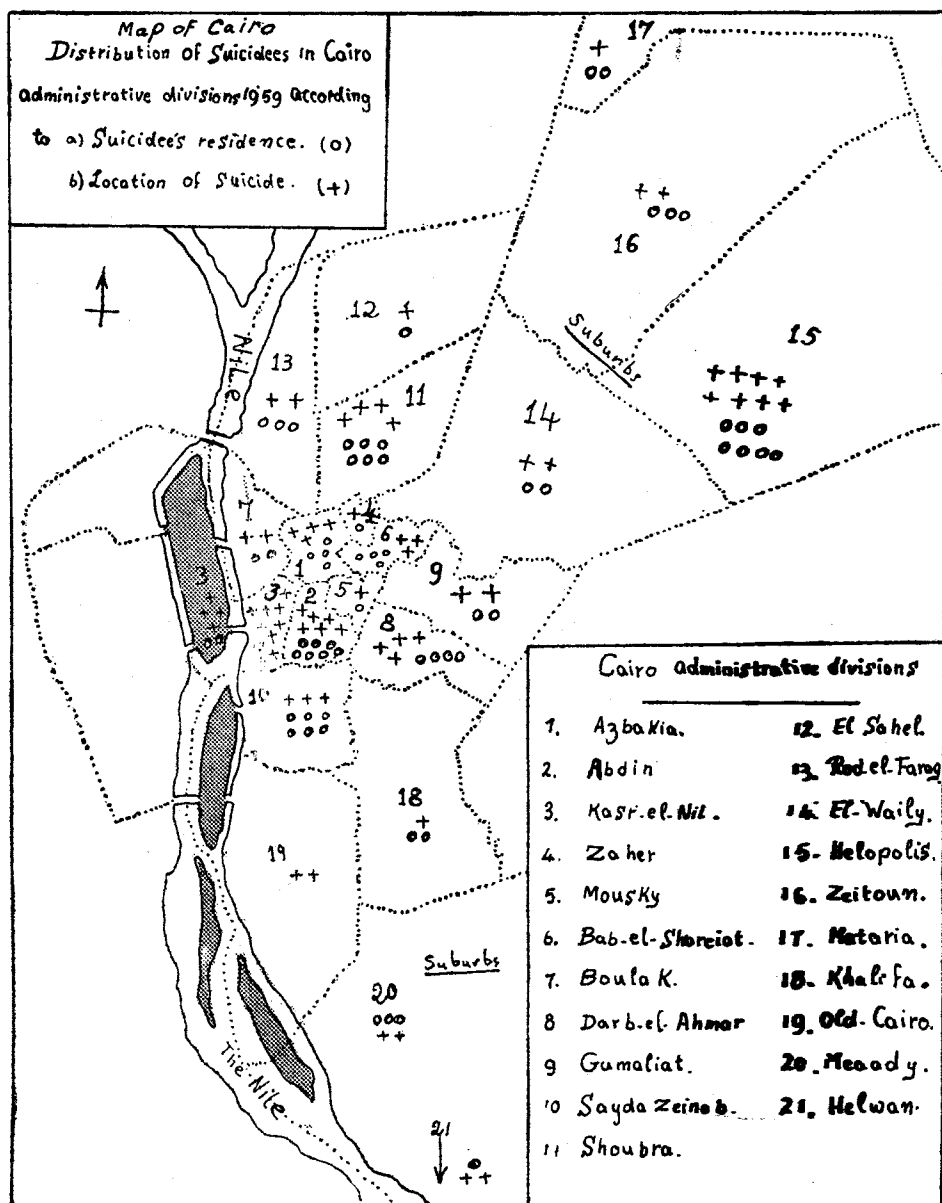 Map of Cairo
Distribution of Suicidees in Cairo
administrative divisions 1959 according
to a) Suicidee's residence. (o)
b) Location of Suicide. (+)
17
16
Suburbs
15
12
13
Nile
11
14
7
4
6
1
9
3
3
2
5
8
10
18
19
Suburbs
20
The Nile
21
Cairo administrative divisions
1. Azbakia. 12. El Sahel.
2. Abdin 13. Rod el-Farag
3. Kasr-el-Nil. 14. El-Waily.
4. Zaher 15- Helopolis.
5. Mousky 16. Zeitoun.
6. Bab-el-Shareiat. 17. Mataria.
7. Boulak. 18. Khalifa.
8 Darb-el-Ahmar 19. Old-Cairo.
9 Gumaliat. 20. Meaady.
10 Sayda Zeineb. 21. Helwan.
11 Shoubra.